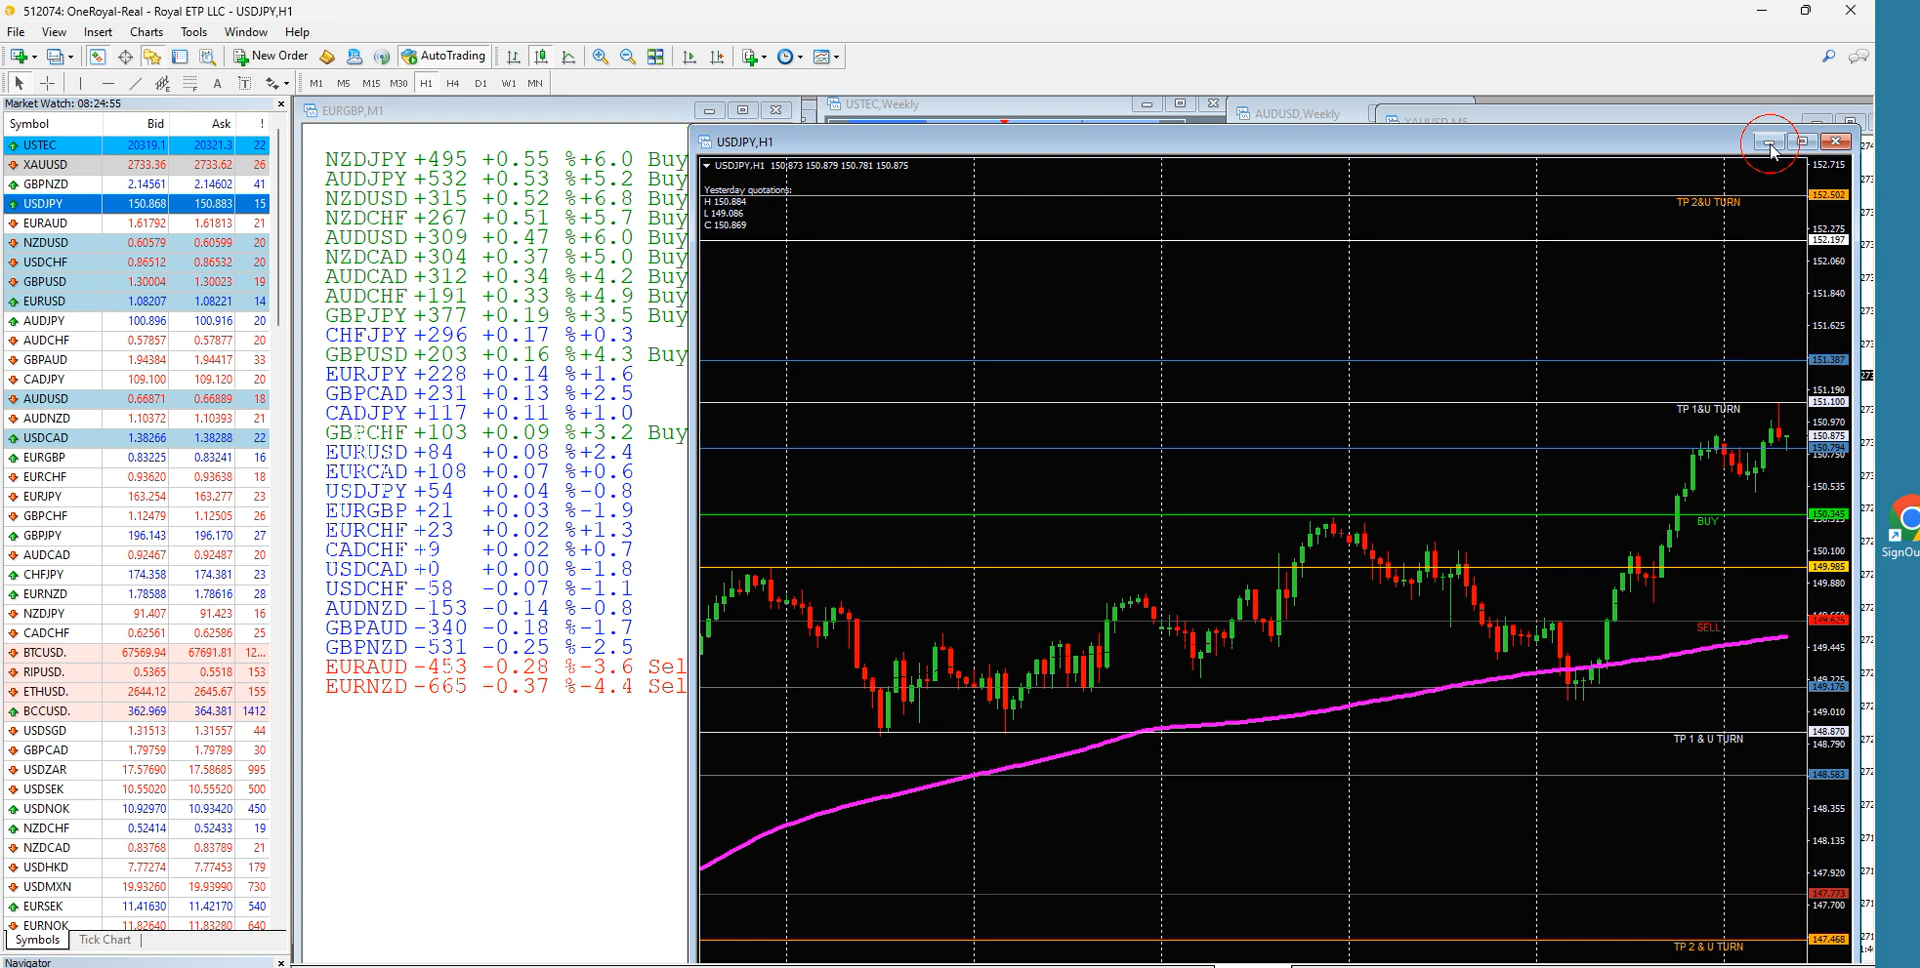 512074: OneRoyal-Real - Royal ETP LLC - USDJPY,H1
File View Insert Charts Tools Window Help
New Order AutoTrading
A T M1 M5 M15 M30 H1 H4 D1 W1 MN
Market Watch: 08:24:55
Symbol Bid Ask !
USTEC 20319.1 20321.3 22
XAUUSD 2733.36 2733.62 26
GBPNZD 2.14561 2.14602 41
USDJPY 150.868 150.883 15
EURAUD 1.61792 1.61813 21
NZDUSD 0.60579 0.60599 20
USDCHF 0.86512 0.86532 20
GBPUSD 1.30004 1.30023 19
EURUSD 1.08207 1.08221 14
AUDJPY 100.896 100.916 20
AUDCHF 0.57857 0.57877 20
GBPAUD 1.94384 1.94417 33
CADJPY 109.100 109.120 20
AUDUSD 0.66871 0.66889 18
AUDNZD 1.10372 1.10393 21
USDCAD 1.38266 1.38288 22
EURGBP 0.83225 0.83241 16
EURCHF 0.93620 0.93638 18
EURJPY 163.254 163.277 23
GBPCHF 1.12479 1.12505 26
GBPJPY 196.143 196.170 27
AUDCAD 0.92467 0.92487 20
CHFJPY 174.358 174.381 23
EURNZD 1.78588 1.78616 28
NZDJPY 91.407 91.423 16
CADCHF 0.62561 0.62586 25
BTCUSD. 67569.94 67691.81 12...
RIPUSD. 0.5365 0.5518 153
ETHUSD. 2644.12 2645.67 155
BCCUSD. 362.969 364.381 1412
USDSGD 1.31513 1.31557 44
GBPCAD 1.79759 1.79789 30
USDZAR 17.57690 17.58685 995
USDSEK 10.55020 10.55520 500
USDNOK 10.92970 10.93420 450
NZDCHF 0.52414 0.52433 19
NZDCAD 0.83768 0.83789 21
USDHKD 7.77274 7.77453 179
USDMXN 19.93260 19.93990 730
EURSEK 11.41630 11.42170 540
EURNOK 11.82640 11.83280 640
Symbols Tick Chart
Navigator
EURGBP,M1
NZDJPY +495 +0.55 %+6.0 Buy
AUDJPY +532 +0.53 %+5.2 Buy
NZDUSD +315 +0.52 %+6.8 Buy
NZDCHF +267 +0.51 %+5.7 Buy
AUDUSD +309 +0.47 %+6.0 Buy
NZDCAD +304 +0.37 %+5.0 Buy
AUDCAD +312 +0.34 %+4.2 Buy
AUDCHF +191 +0.33 %+4.9 Buy
GBPJPY +377 +0.19 %+3.5 Buy
CHFJPY +296 +0.17 %+0.3
GBPUSD +203 +0.16 %+4.3 Buy
EURJPY +228 +0.14 %+1.6
GBPCAD +231 +0.13 %+2.5
CADJPY +117 +0.11 %+1.0
GBPCHF +103 +0.09 %+3.2 Buy
EURUSD +84 +0.08 %+2.4
EURCAD +108 +0.07 %+0.6
USDJPY +54 +0.04 %-0.8
EURGBP +21 +0.03 %-1.9
EURCHF +23 +0.02 %+1.3
CADCHF +9 +0.02 %+0.7
USDCAD +0 +0.00 %-1.8
USDCHF -58 -0.07 %-1.1
AUDNZD -153 -0.14 %-0.8
GBPAUD -340 -0.18 %-1.7
GBPNZD -531 -0.25 %-2.5
EURAUD -453 -0.28 %-3.6 Sel
EURNZD -665 -0.37 %-4.4 Sel
USTEC,Weekly
AUDUSD,Weekly
XAUUSD,M5
USDJPY,H1
USDJPY,H1 150.873 150.879 150.781 150.875
Yesterday quotations:
H 150.884
L 149.086
C 150.869
152.715
152.502
TP 2&U TURN
152.275
152.197
152.060
151.840
151.625
151.387
151.190
151.100
TP 1&U TURN
150.970
150.875
150.794
150.750
150.535
150.345
BUY
150.100
149.985
149.880
149.625
SELL
149.445
149.225
149.176
149.010
148.870
TP 1 & U TURN
148.790
148.583
148.355
148.135
147.920
147.773
147.700
147.468
TP 2 & U TURN
SignOu